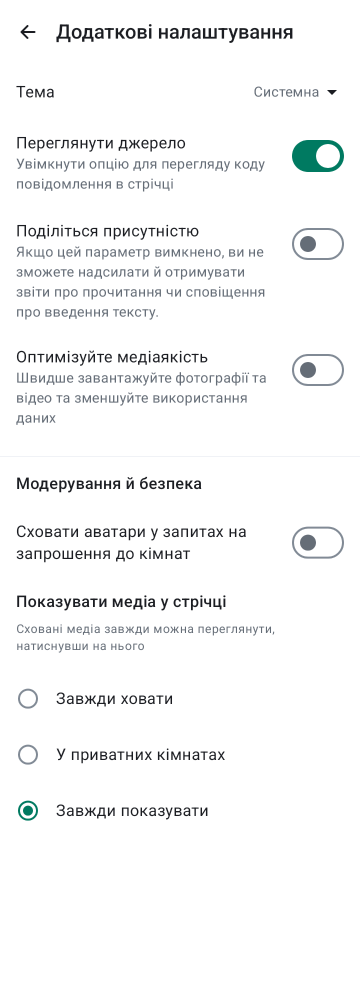 Додаткові налаштування
Тема
Системна
Переглянути джерело
Увімкнути опцію для перегляду коду
повідомлення в стрічці
Поділіться присутністю
Якщо цей параметр вимкнено, ви не
зможете надсилати й отримувати
звіти про прочитання чи сповіщення
про введення тексту.
Оптимізуйте медіаякість
Швидше завантажуйте фотографії та
відео та зменшуйте використання
даних
Модерування й безпека
Сховати аватари у запитах на
запрошення до кімнат
Показувати медіа у стрічці
Сховані медіа завжди можна переглянути,
натиснувши на нього
Завжди ховати
У приватних кімнатах
Завжди показувати